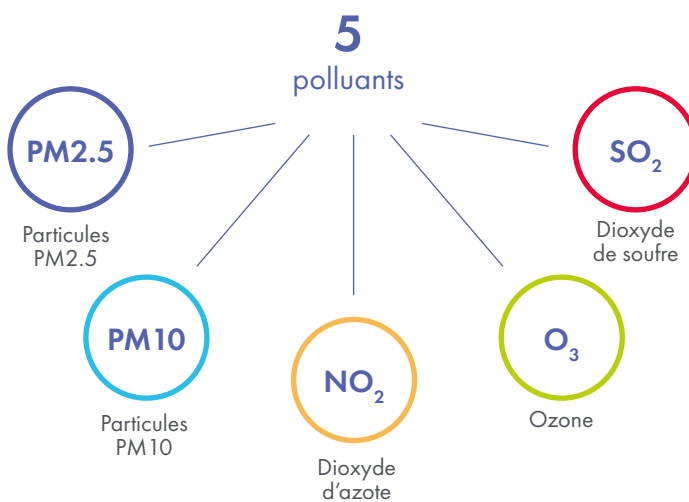 5
polluants
PM2.5
Particules
PM2.5
PM10
Particules
PM10
NO₂
Dioxyde
d'azote
O₃
Ozone
SO₂
Dioxyde
de soufre